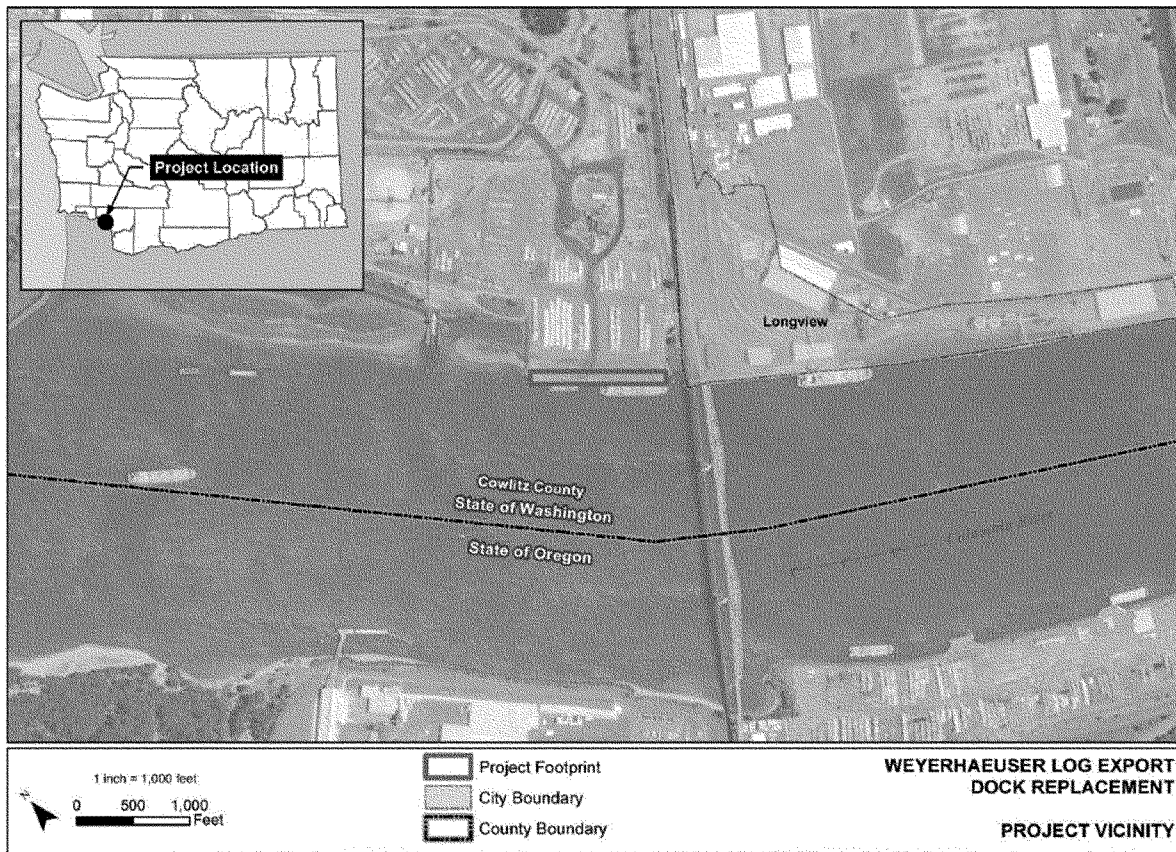 Project Location
Longview
Cowlitz County
State of Washington
State of Oregon
1 inch = 1,000 feet
0 500 1,000
Feet
Project Footprint
City Boundary
County Boundary
WEYERHAEUSER LOG EXPORT
DOCK REPLACEMENT
PROJECT VICINITY